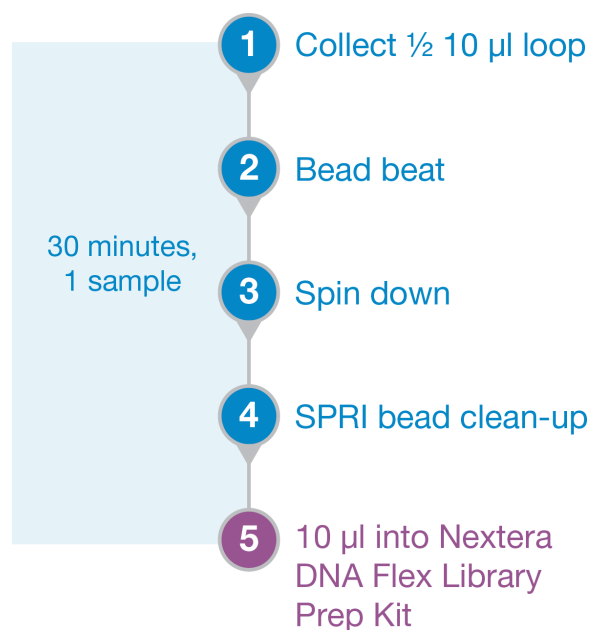 1 Collect ½ 10 µl loop
2 Bead beat
30 minutes,
1 sample
3 Spin down
4 SPRI bead clean-up
5 10 µl into Nextera
DNA Flex Library
Prep Kit